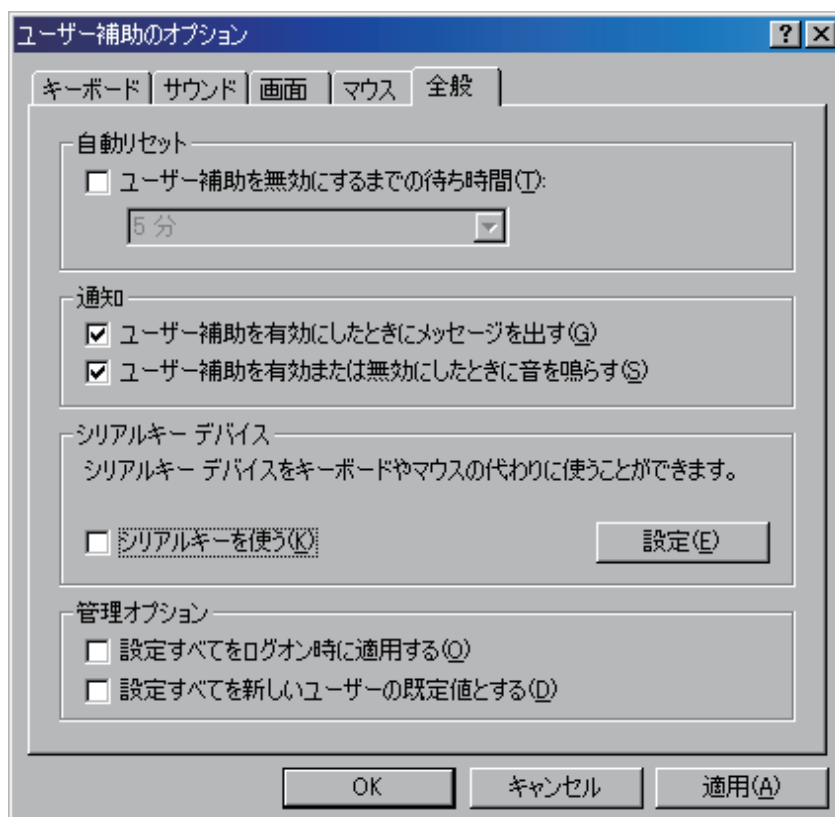 ユーザー補助のオプション
キーボード サウンド 画面 マウス 全般
自動リセット
ユーザー補助を無効にするまでの待ち時間(T):
5 分
通知
ユーザー補助を有効にしたときにメッセージを出す(G)
ユーザー補助を有効または無効にしたときに音を鳴らす(S)
シリアルキー デバイス
シリアルキー デバイスをキーボードやマウスの代わりに使うことができます。
シリアルキーを使う(K)
設定(E)
管理オプション
設定すべてをログオン時に適用する(O)
設定すべてを新しいユーザーの既定値とする(D)
OK キャンセル 適用(A)